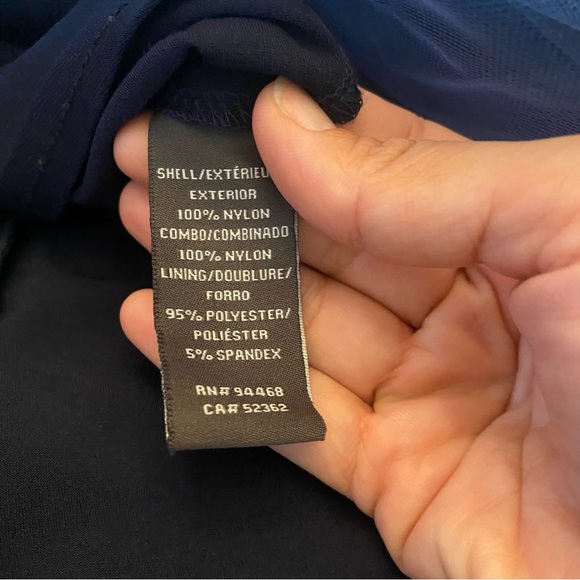 SHELL/EXTÉRIEU
EXTERIOR
100% NYLON
COMBO/COMBINADO
100% NYLON
LINING/DOUBLURE/
FORRO
95% POLYESTER/
POLIÉSTER
5% SPANDEX
RN# 94468
CA# 52362